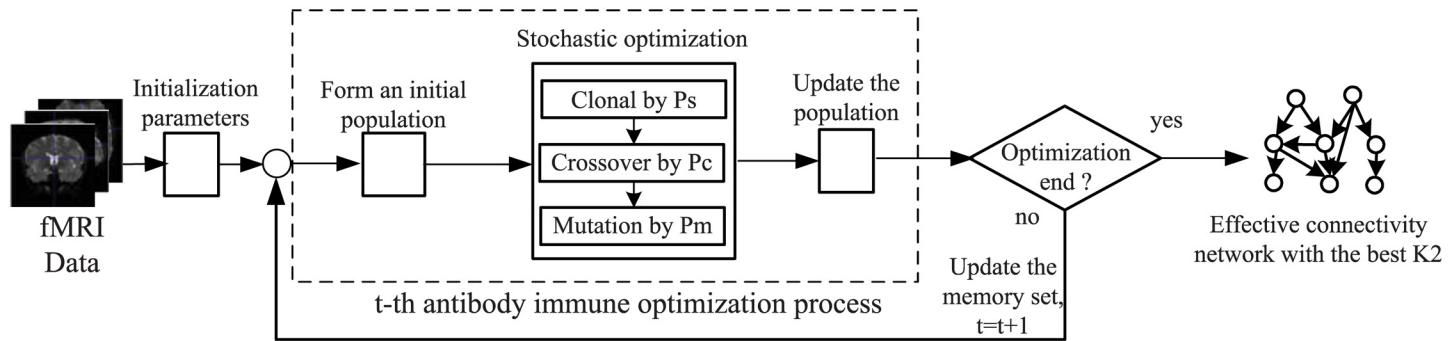 fMRI
Data
Initialization
parameters
Form an initial
population
Stochastic optimization
Clonal by Ps
Crossover by Pc
Mutation by Pm
Update the
population
t-th antibody immune optimization process
Optimization
end ?
yes
no
Update the
memory set,
t=t+1
Effective connectivity
network with the best K2